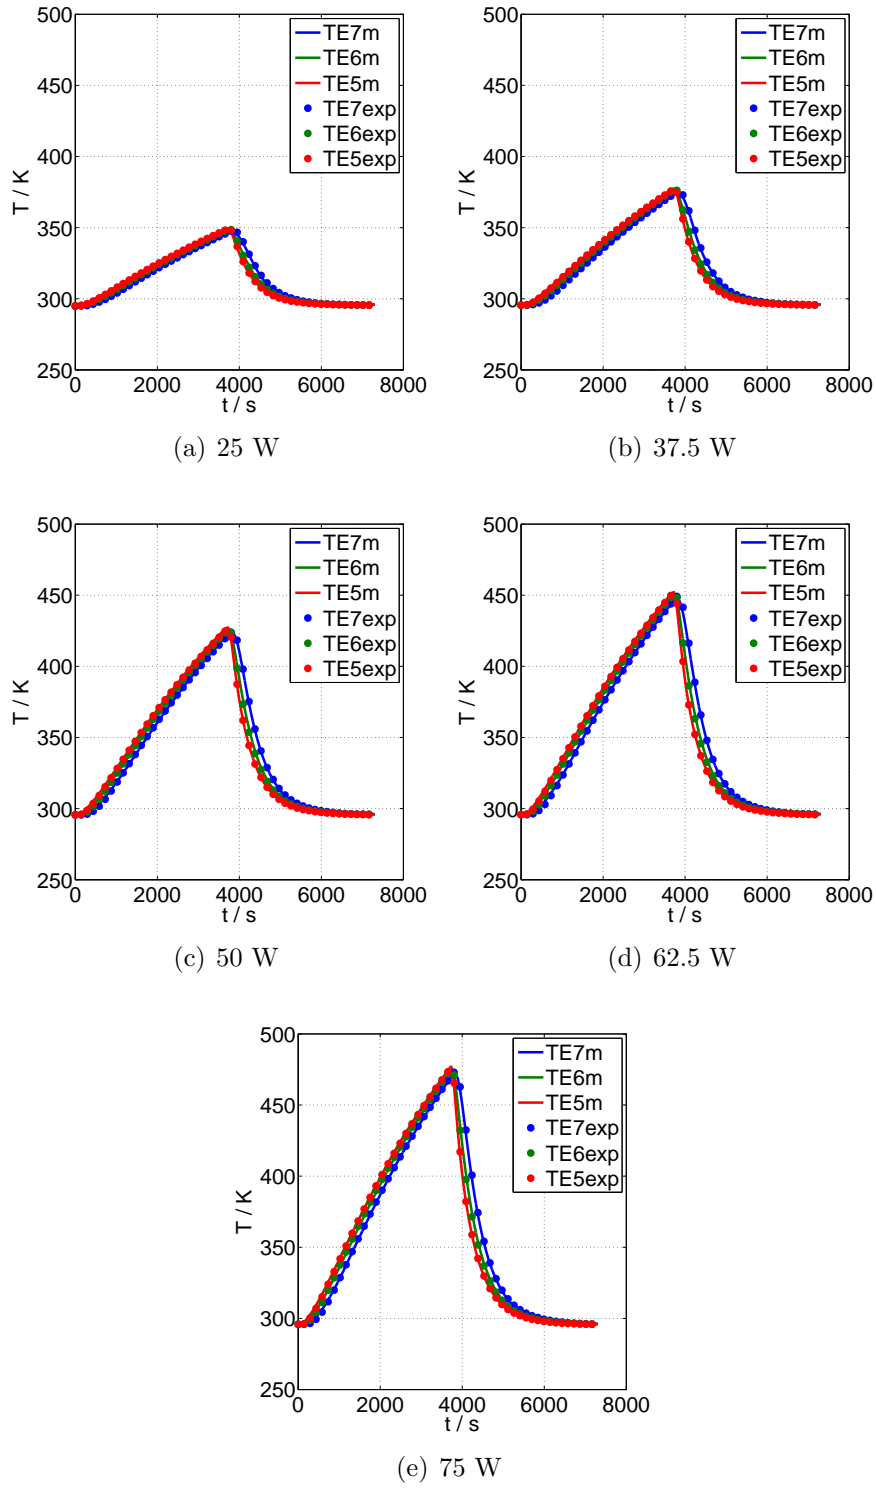 500
450
400
350
300
250
T / K
0 2000 4000 6000 8000
t / s
TE7m
TE6m
TE5m
TE7exp
TE6exp
TE5exp
(a) 25 W
500
450
400
350
300
250
T / K
0 2000 4000 6000 8000
t / s
TE7m
TE6m
TE5m
TE7exp
TE6exp
TE5exp
(b) 37.5 W
500
450
400
350
300
250
T / K
0 2000 4000 6000 8000
t / s
TE7m
TE6m
TE5m
TE7exp
TE6exp
TE5exp
(c) 50 W
500
450
400
350
300
250
T / K
0 2000 4000 6000 8000
t / s
TE7m
TE6m
TE5m
TE7exp
TE6exp
TE5exp
(d) 62.5 W
500
450
400
350
300
250
T / K
0 2000 4000 6000 8000
t / s
TE7m
TE6m
TE5m
TE7exp
TE6exp
TE5exp
(e) 75 W